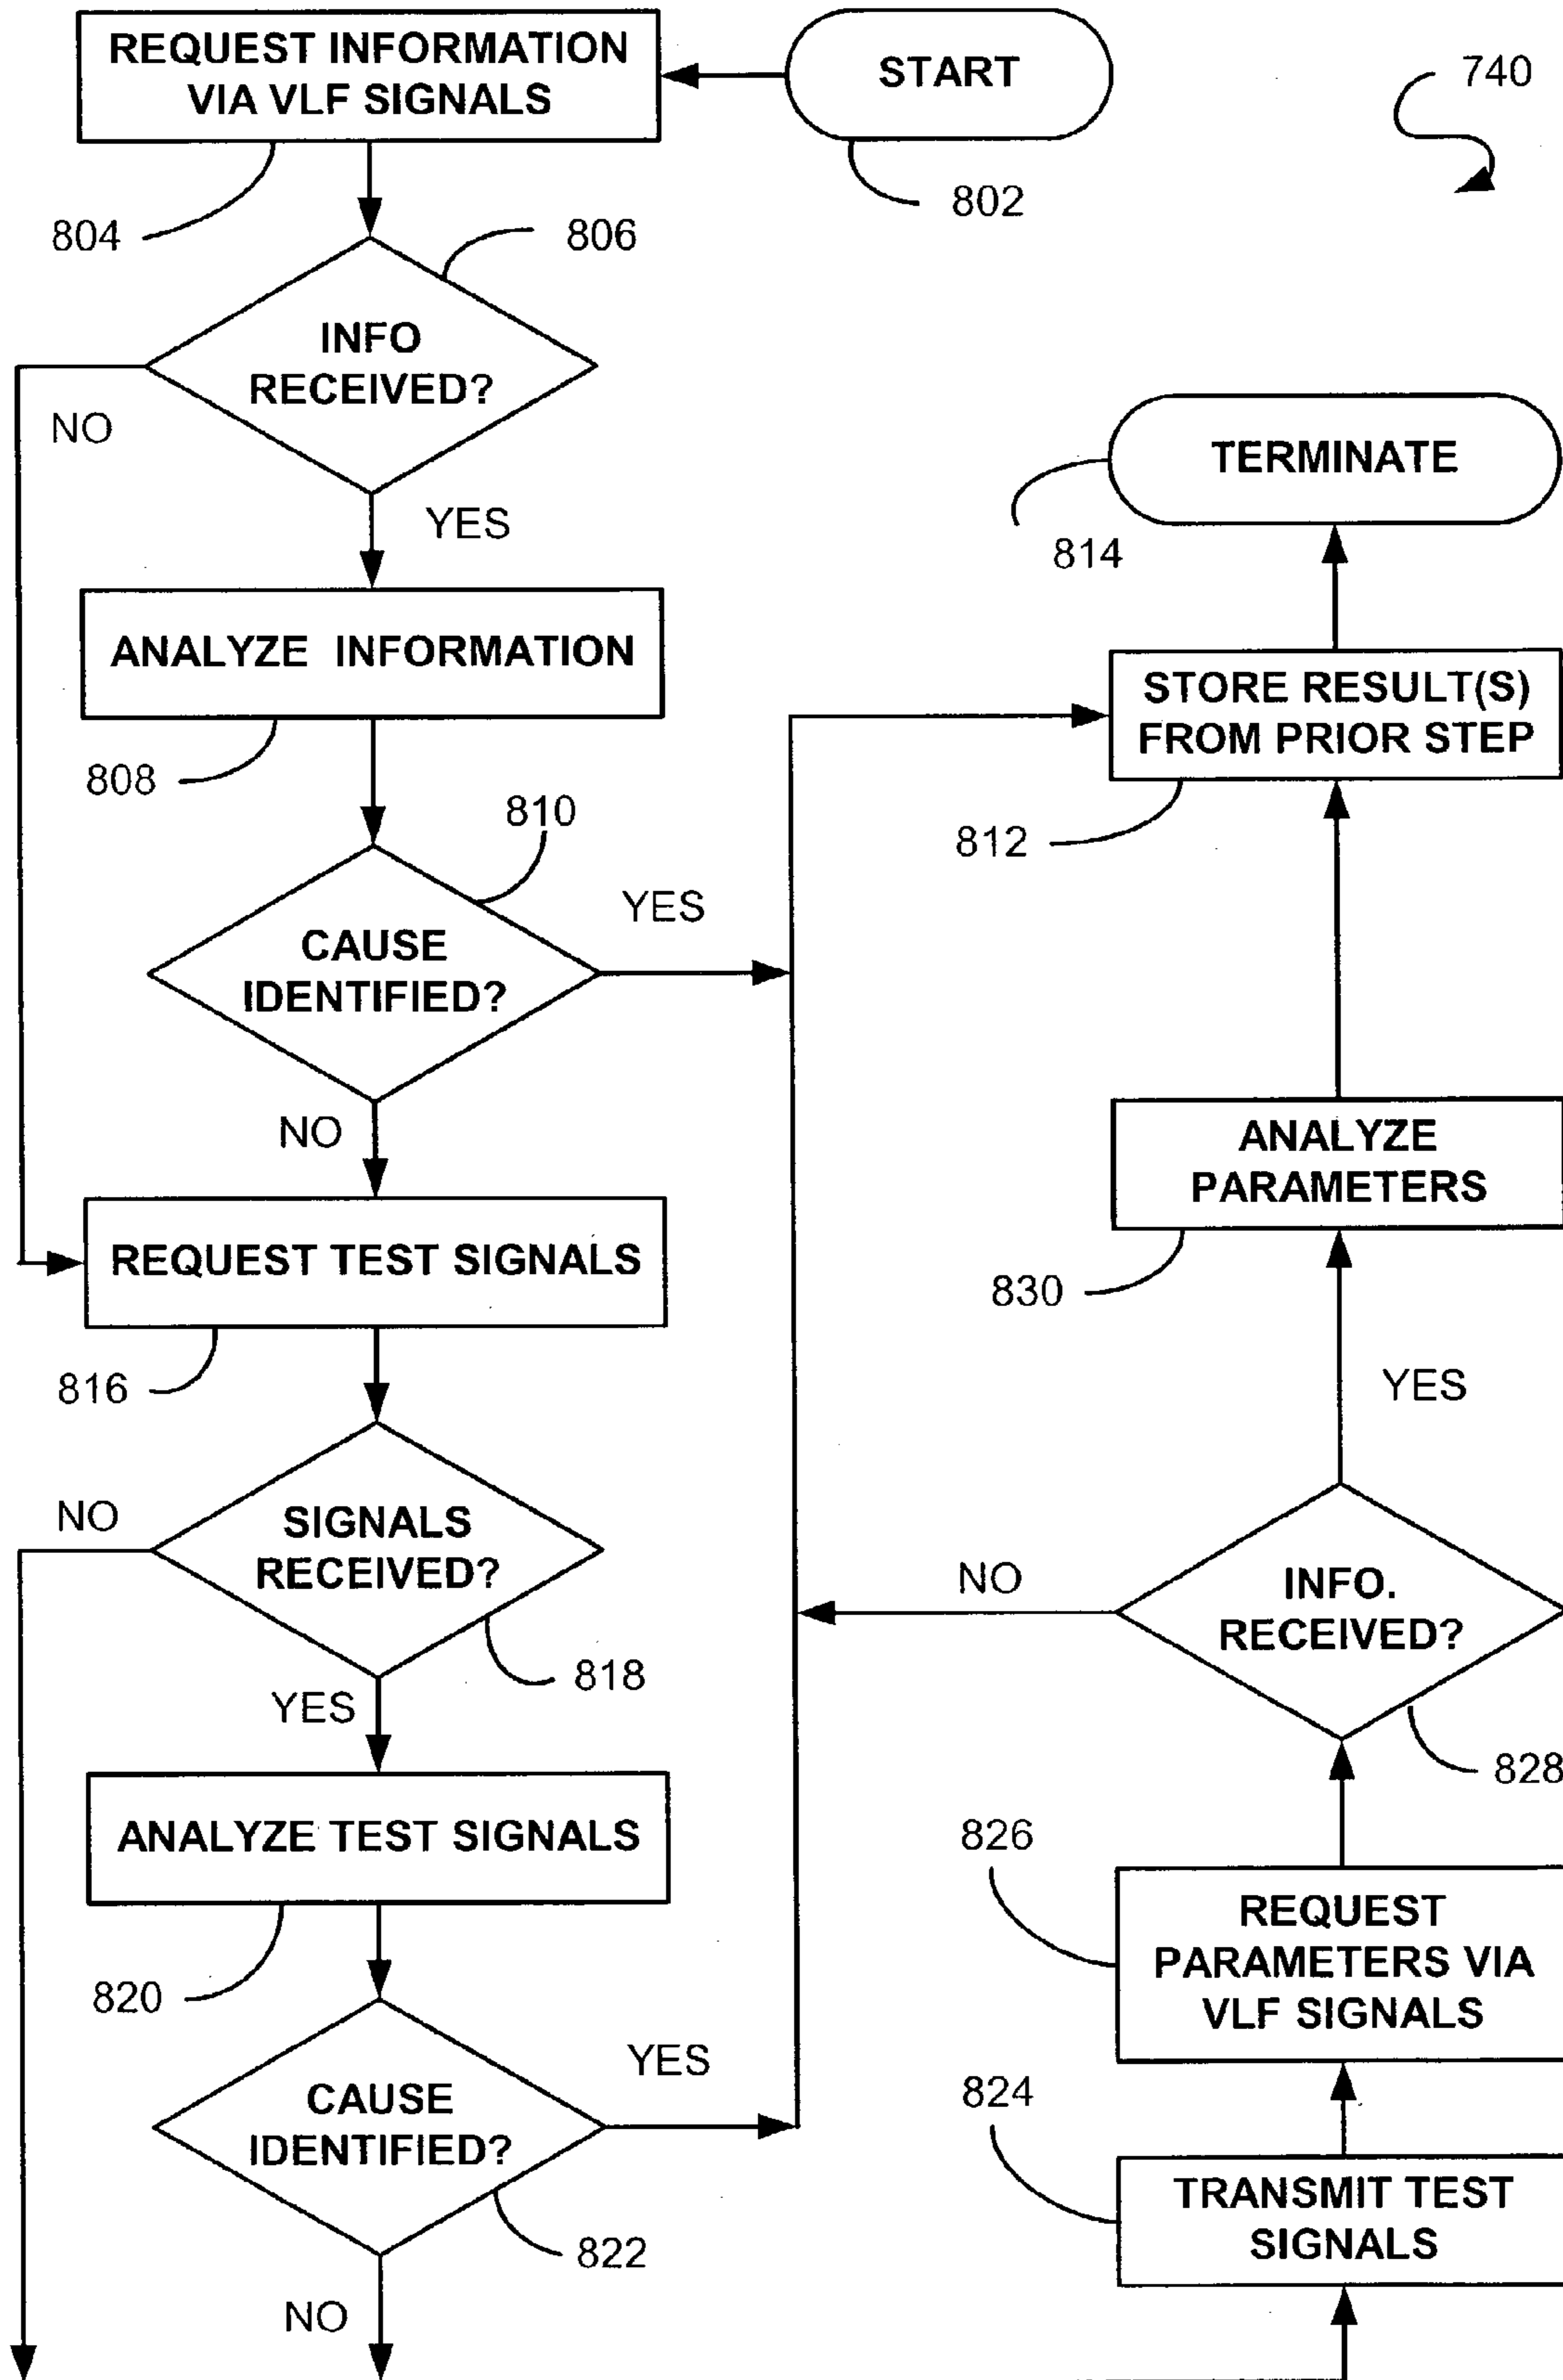 REQUEST INFORMATION
VIA VLF SIGNALS
START
740
802
804
806
INFO
RECEIVED?
NO
YES
ANALYZE INFORMATION
808
810
CAUSE
IDENTIFIED?
YES
NO
REQUEST TEST SIGNALS
816
SIGNALS
RECEIVED?
NO
818
YES
ANALYZE TEST SIGNALS
820
CAUSE
IDENTIFIED?
YES
822
NO
TERMINATE
814
STORE RESULT(S)
FROM PRIOR STEP
812
ANALYZE
PARAMETERS
830
YES
INFO.
RECEIVED?
NO
828
826
REQUEST
PARAMETERS VIA
VLF SIGNALS
824
TRANSMIT TEST
SIGNALS